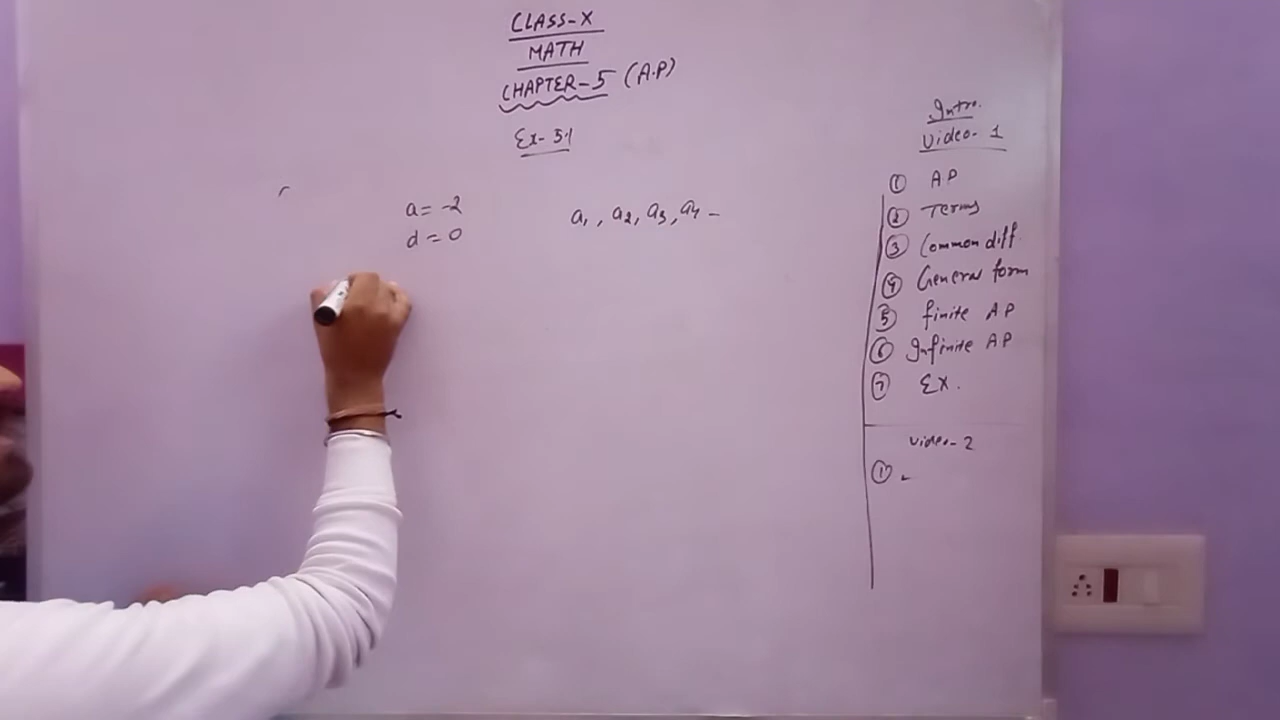 CLASS-X
MATH
CHAPTER-5 (A.P)
Ex-5.1
a = -2
d = 0
a1, a2, a3, a4 -
Intro.
Video-1
① A.P
② Terms
③ Common diff.
④ General form
⑤ finite AP
⑥ Infinite AP
⑦ EX.
Video-2
①